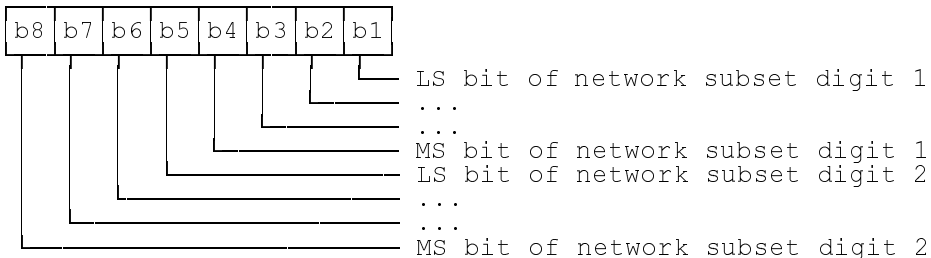 b8 b7 b6 b5 b4 b3 b2 b1
LS bit of network subset digit 1
...
...
MS bit of network subset digit 1
LS bit of network subset digit 2
...
...
MS bit of network subset digit 2